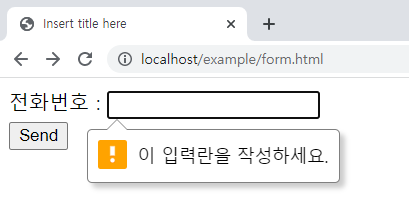 Insert title here
localhost/example/form.html
전화번호 :
Send
이 입력란을 작성하세요.